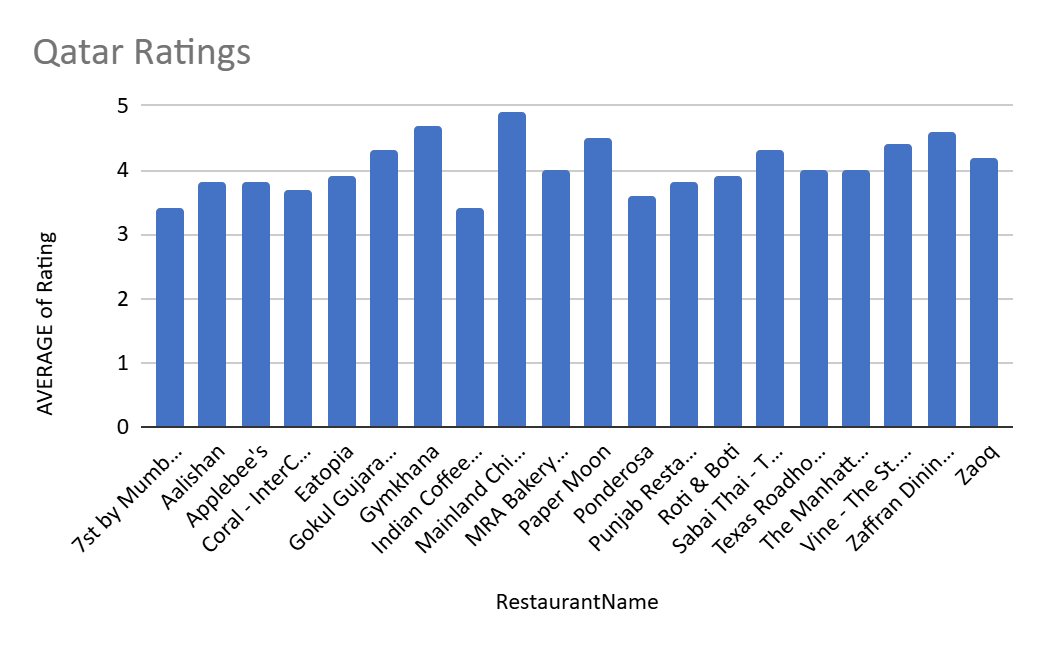 Qatar Ratings
AVERAGE of Rating
5
4
3
2
1
0
7st by Mumb...
Aalishan
Applebee's
Coral - InterC...
Eatopia
Gokul Gujara...
Gymkhana
Indian Coffee...
Mainland Chi...
MRA Bakery...
Paper Moon
Ponderosa
Punjab Resta...
Roti & Boti
Sabai Thai - T...
Texas Roadho...
The Manhatt...
Vine - The St....
Zaffran Dinin...
Zaoq
RestaurantName